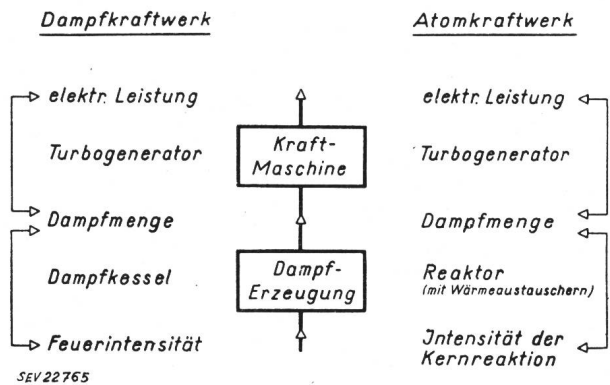 Dampfkraftwerk
Atomkraftwerk
elektr. Leistung
Kraft-
Maschine
elektr. Leistung
Turbogenerator
Turbogenerator
Dampfmenge
Dampfmenge
Dampfkessel
Dampf-
Erzeugung
Reaktor
(mit Wärmeaustauschern)
Feuerintensität
Intensität der
Kernreaktion
SEV 22765